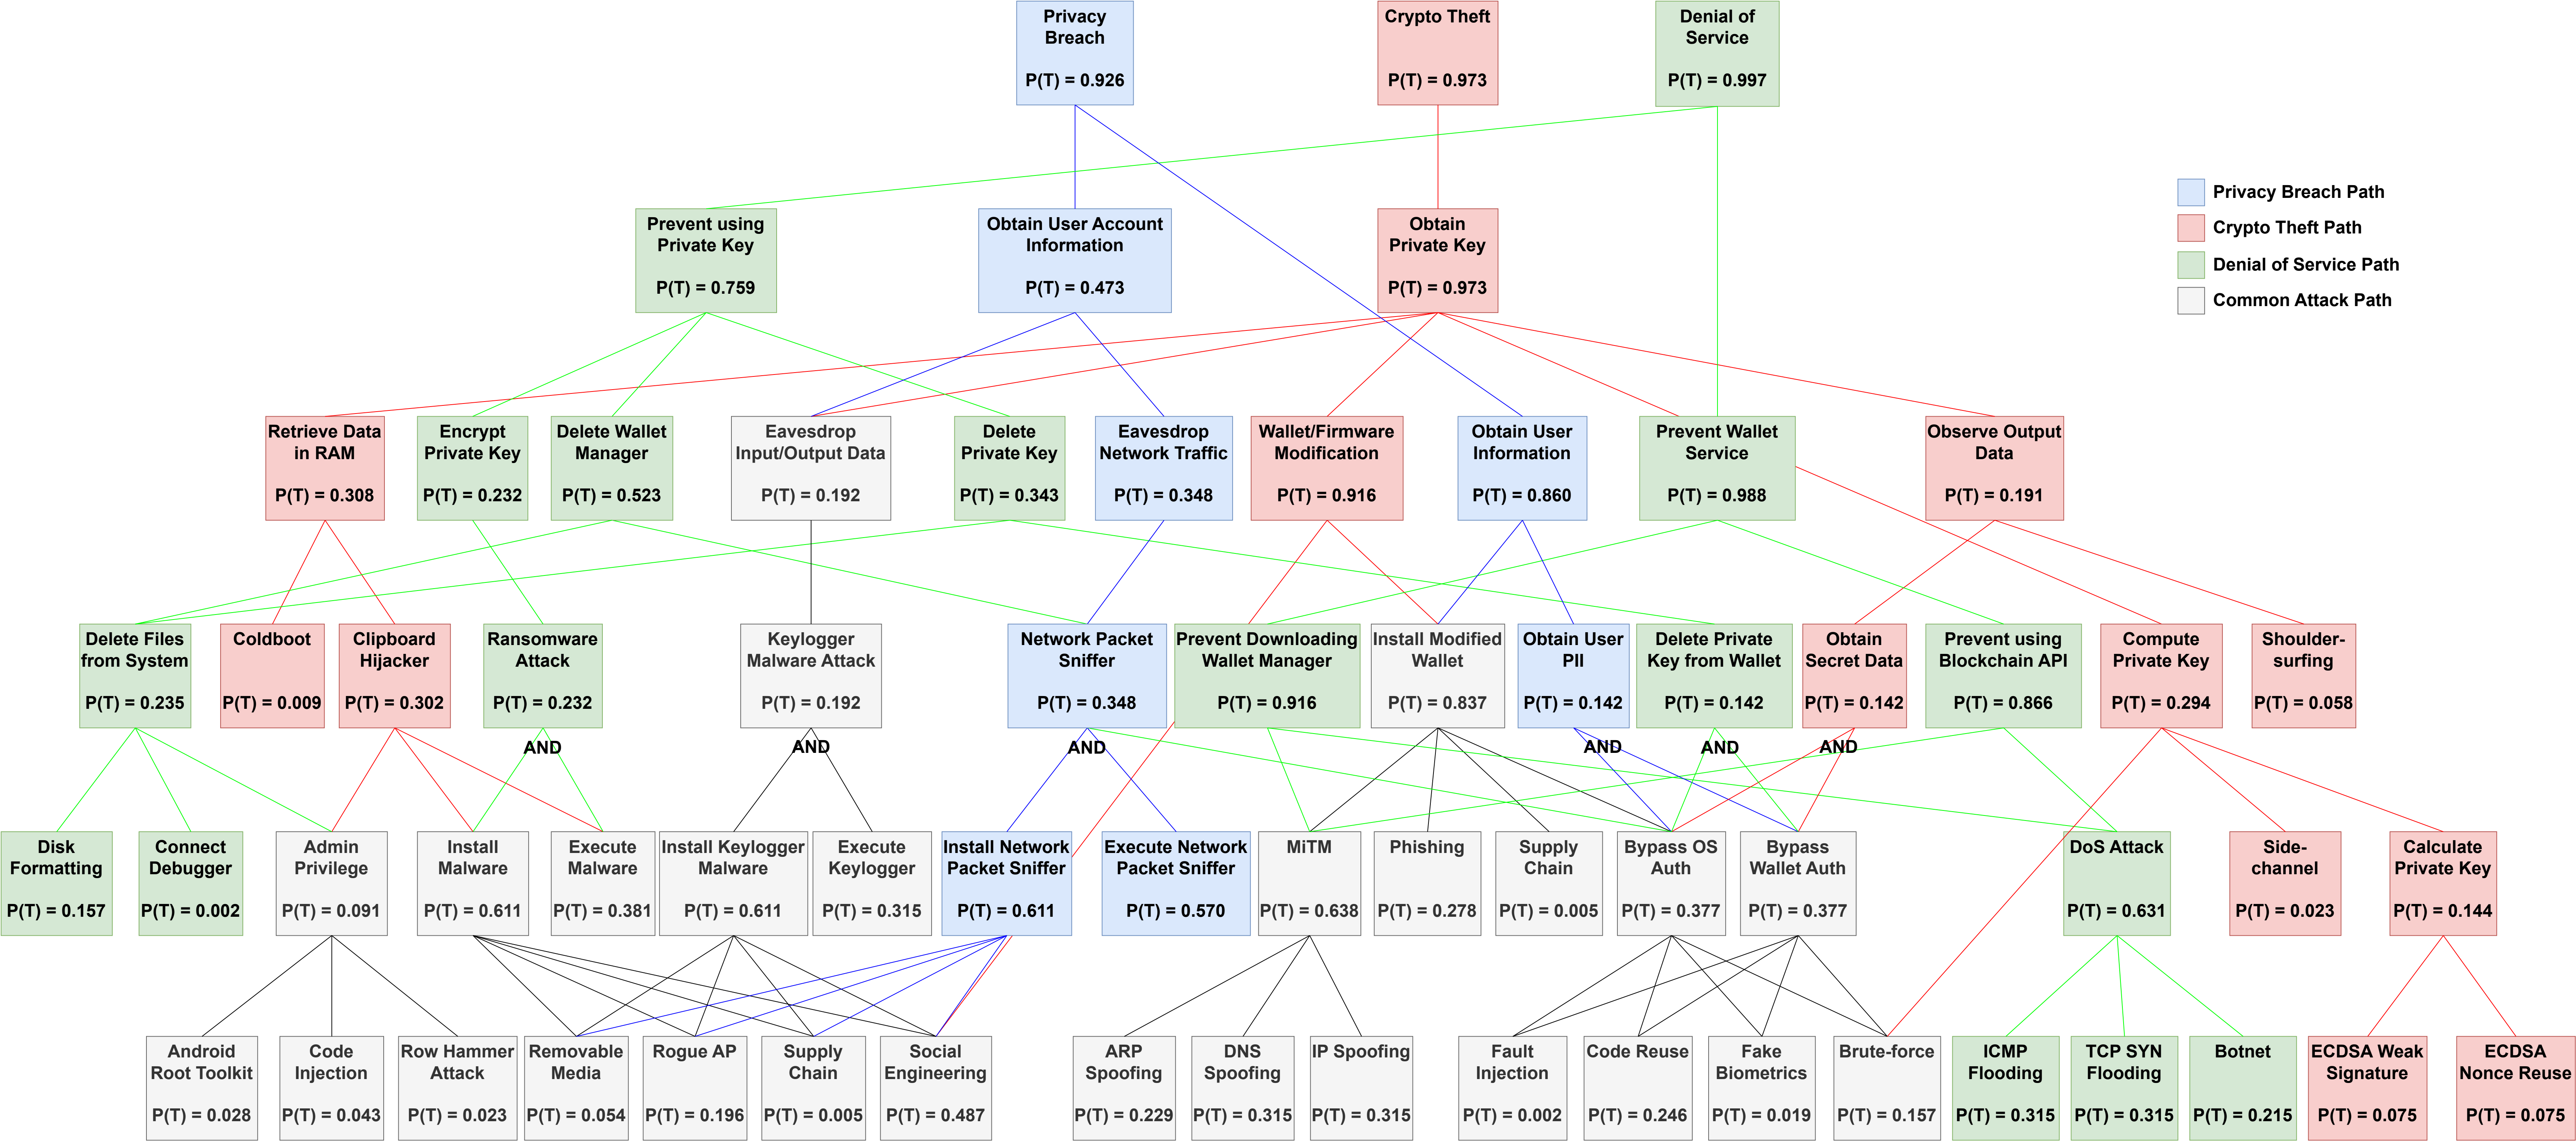 Privacy
Breach
P(T) = 0.926
Crypto Theft
P(T) = 0.973
Denial of
Service
P(T) = 0.997
Privacy Breach Path
Crypto Theft Path
Denial of Service Path
Common Attack Path
Prevent using
Private Key
P(T) = 0.759
Obtain User Account
Information
P(T) = 0.473
Obtain
Private Key
P(T) = 0.973
Retrieve Data
in RAM
P(T) = 0.308
Encrypt
Private Key
P(T) = 0.232
Delete Wallet
Manager
P(T) = 0.523
Eavesdrop
Input/Output Data
P(T) = 0.192
Delete
Private Key
P(T) = 0.343
Eavesdrop
Network Traffic
P(T) = 0.348
Wallet/Firmware
Modification
P(T) = 0.916
Obtain User
Information
P(T) = 0.860
Prevent Wallet
Service
P(T) = 0.988
Observe Output
Data
P(T) = 0.191
Delete Files
from System
P(T) = 0.235
Coldboot
P(T) = 0.009
Clipboard
Hijacker
P(T) = 0.302
Ransomware
Attack
P(T) = 0.232
Keylogger
Malware Attack
P(T) = 0.192
Network Packet
Sniffer
P(T) = 0.348
Prevent Downloading
Wallet Manager
P(T) = 0.916
Install Modified
Wallet
P(T) = 0.837
Obtain User
PII
P(T) = 0.142
Delete Private
Key from Wallet
P(T) = 0.142
Obtain
Secret Data
P(T) = 0.142
Prevent using
Blockchain API
P(T) = 0.866
Compute
Private Key
P(T) = 0.294
Shoulder-
surfing
P(T) = 0.058
AND
AND
AND
AND
AND
AND
Disk
Formatting
P(T) = 0.157
Connect
Debugger
P(T) = 0.002
Admin
Privilege
P(T) = 0.091
Install
Malware
P(T) = 0.611
Execute
Malware
P(T) = 0.381
Install Keylogger
Malware
P(T) = 0.611
Execute
Keylogger
P(T) = 0.315
Install Network
Packet Sniffer
P(T) = 0.611
Execute Network
Packet Sniffer
P(T) = 0.570
MiTM
P(T) = 0.638
Phishing
P(T) = 0.278
Supply
Chain
P(T) = 0.005
Bypass OS
Auth
P(T) = 0.377
Bypass
Wallet Auth
P(T) = 0.377
DoS Attack
P(T) = 0.631
Side-
channel
P(T) = 0.023
Calculate
Private Key
P(T) = 0.144
Android
Root Toolkit
P(T) = 0.028
Code
Injection
P(T) = 0.043
Row Hammer
Attack
P(T) = 0.023
Removable
Media
P(T) = 0.054
Rogue AP
P(T) = 0.196
Supply
Chain
P(T) = 0.005
Social
Engineering
P(T) = 0.487
ARP
Spoofing
P(T) = 0.229
DNS
Spoofing
P(T) = 0.315
IP Spoofing
P(T) = 0.315
Fault
Injection
P(T) = 0.002
Code Reuse
P(T) = 0.246
Fake
Biometrics
P(T) = 0.019
Brute-force
P(T) = 0.157
ICMP
Flooding
P(T) = 0.315
TCP SYN
Flooding
P(T) = 0.315
Botnet
P(T) = 0.215
ECDSA Weak
Signature
P(T) = 0.075
ECDSA
Nonce Reuse
P(T) = 0.075